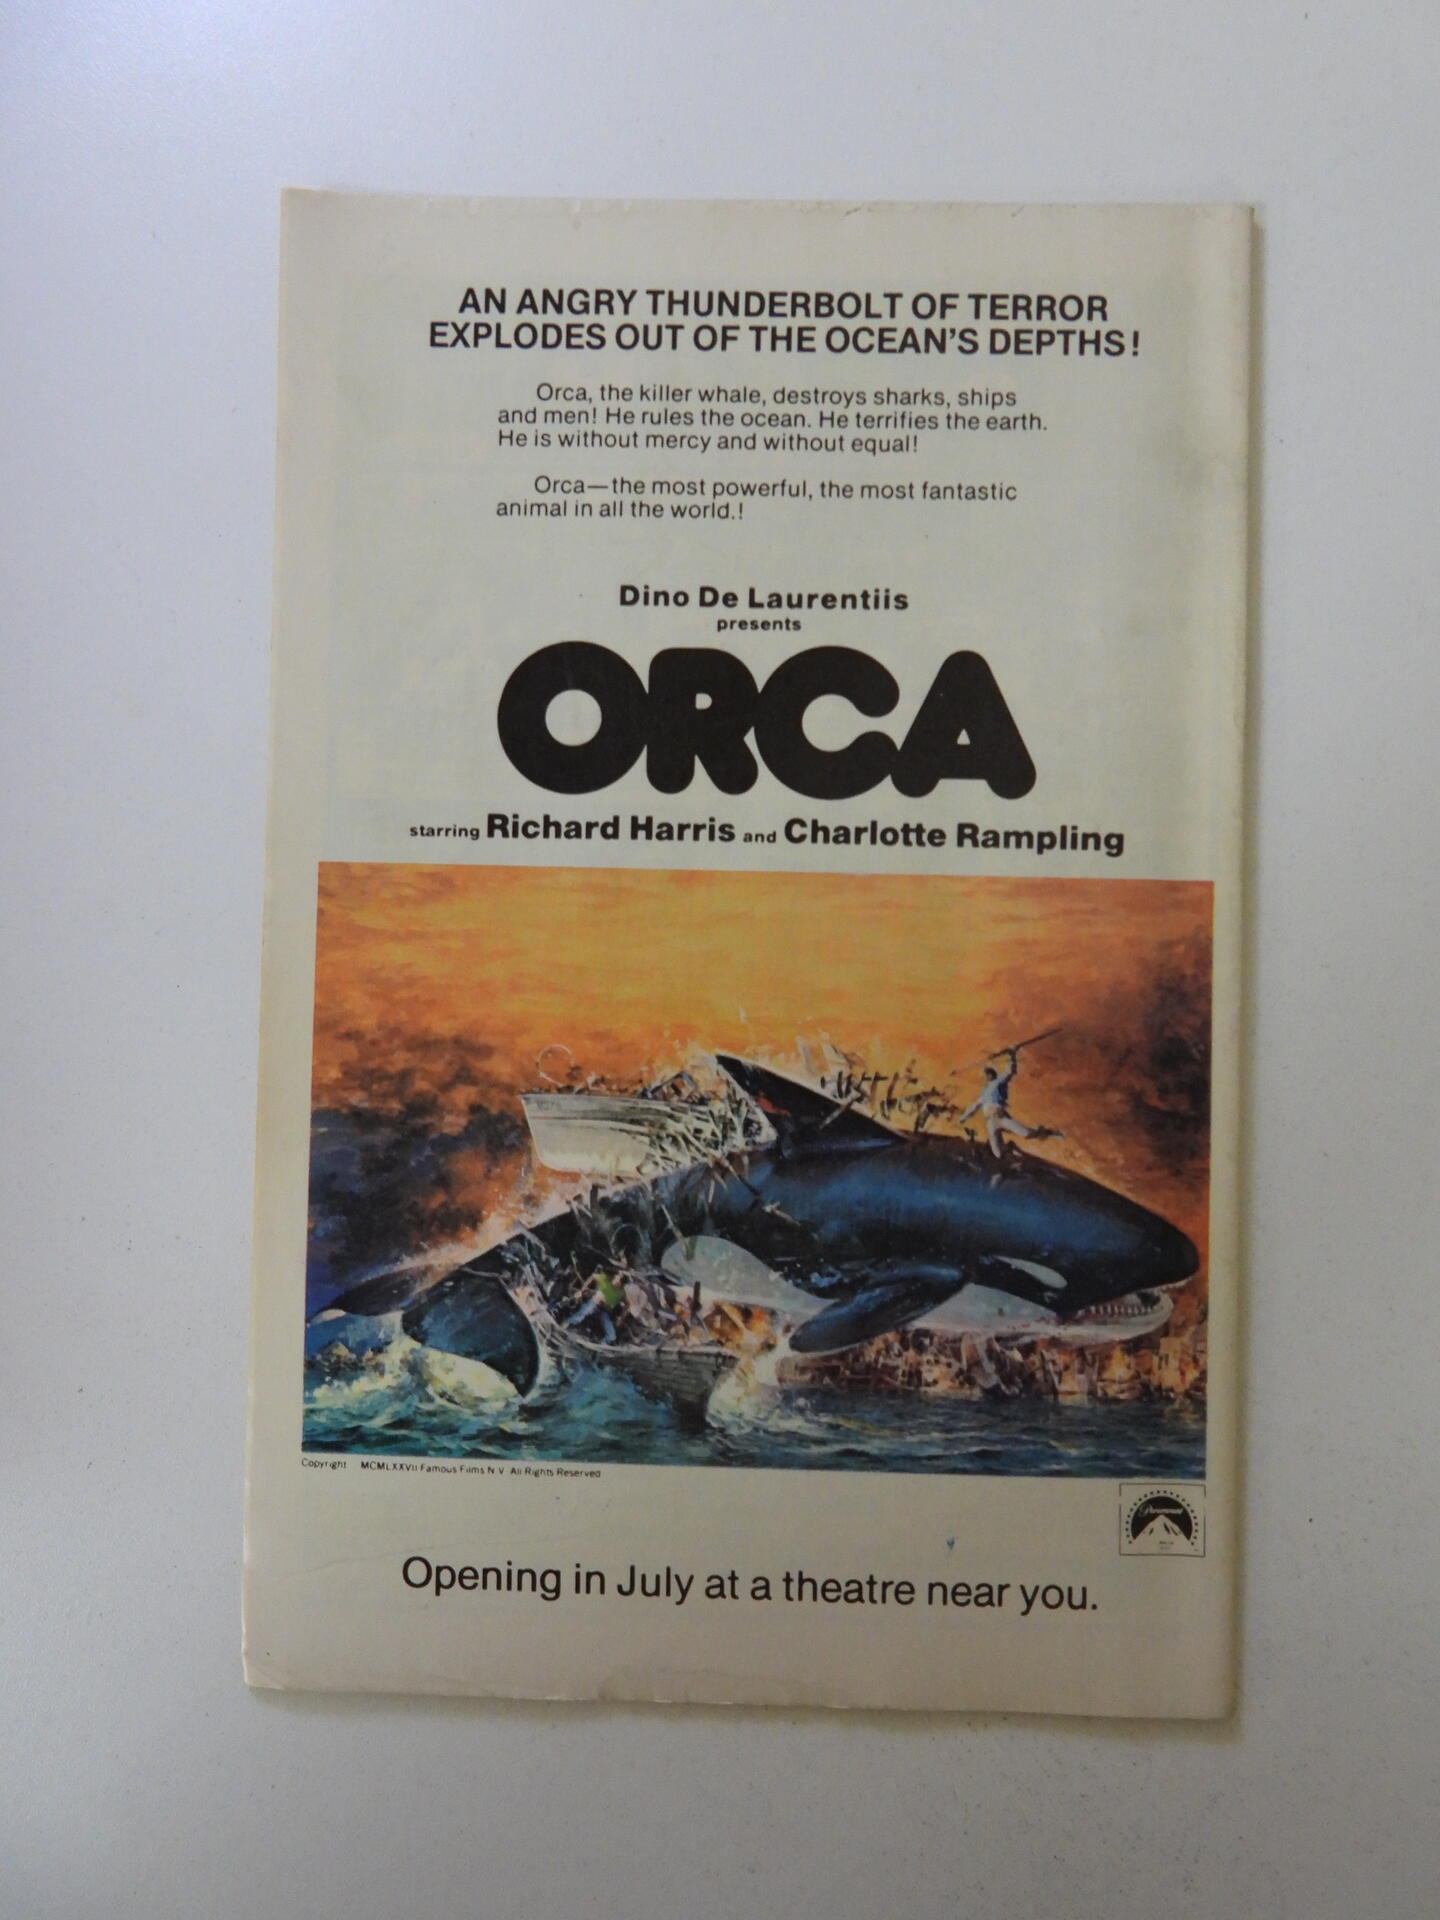 AN ANGRY THUNDERBOLT OF TERROR
EXPLODES OUT OF THE OCEAN'S DEPTHS!
Orca, the killer whale, destroys sharks, ships
and men! He rules the ocean. He terrifies the earth.
He is without mercy and without equal!
Orca—the most powerful, the most fantastic
animal in all the world.!
Dino De Laurentiis
presents
ORCA
starring Richard Harris and Charlotte Rampling
Copyright MCMLXXVII Famous Films N.V. All Rights Reserved
Paramount
Opening in July at a theatre near you.